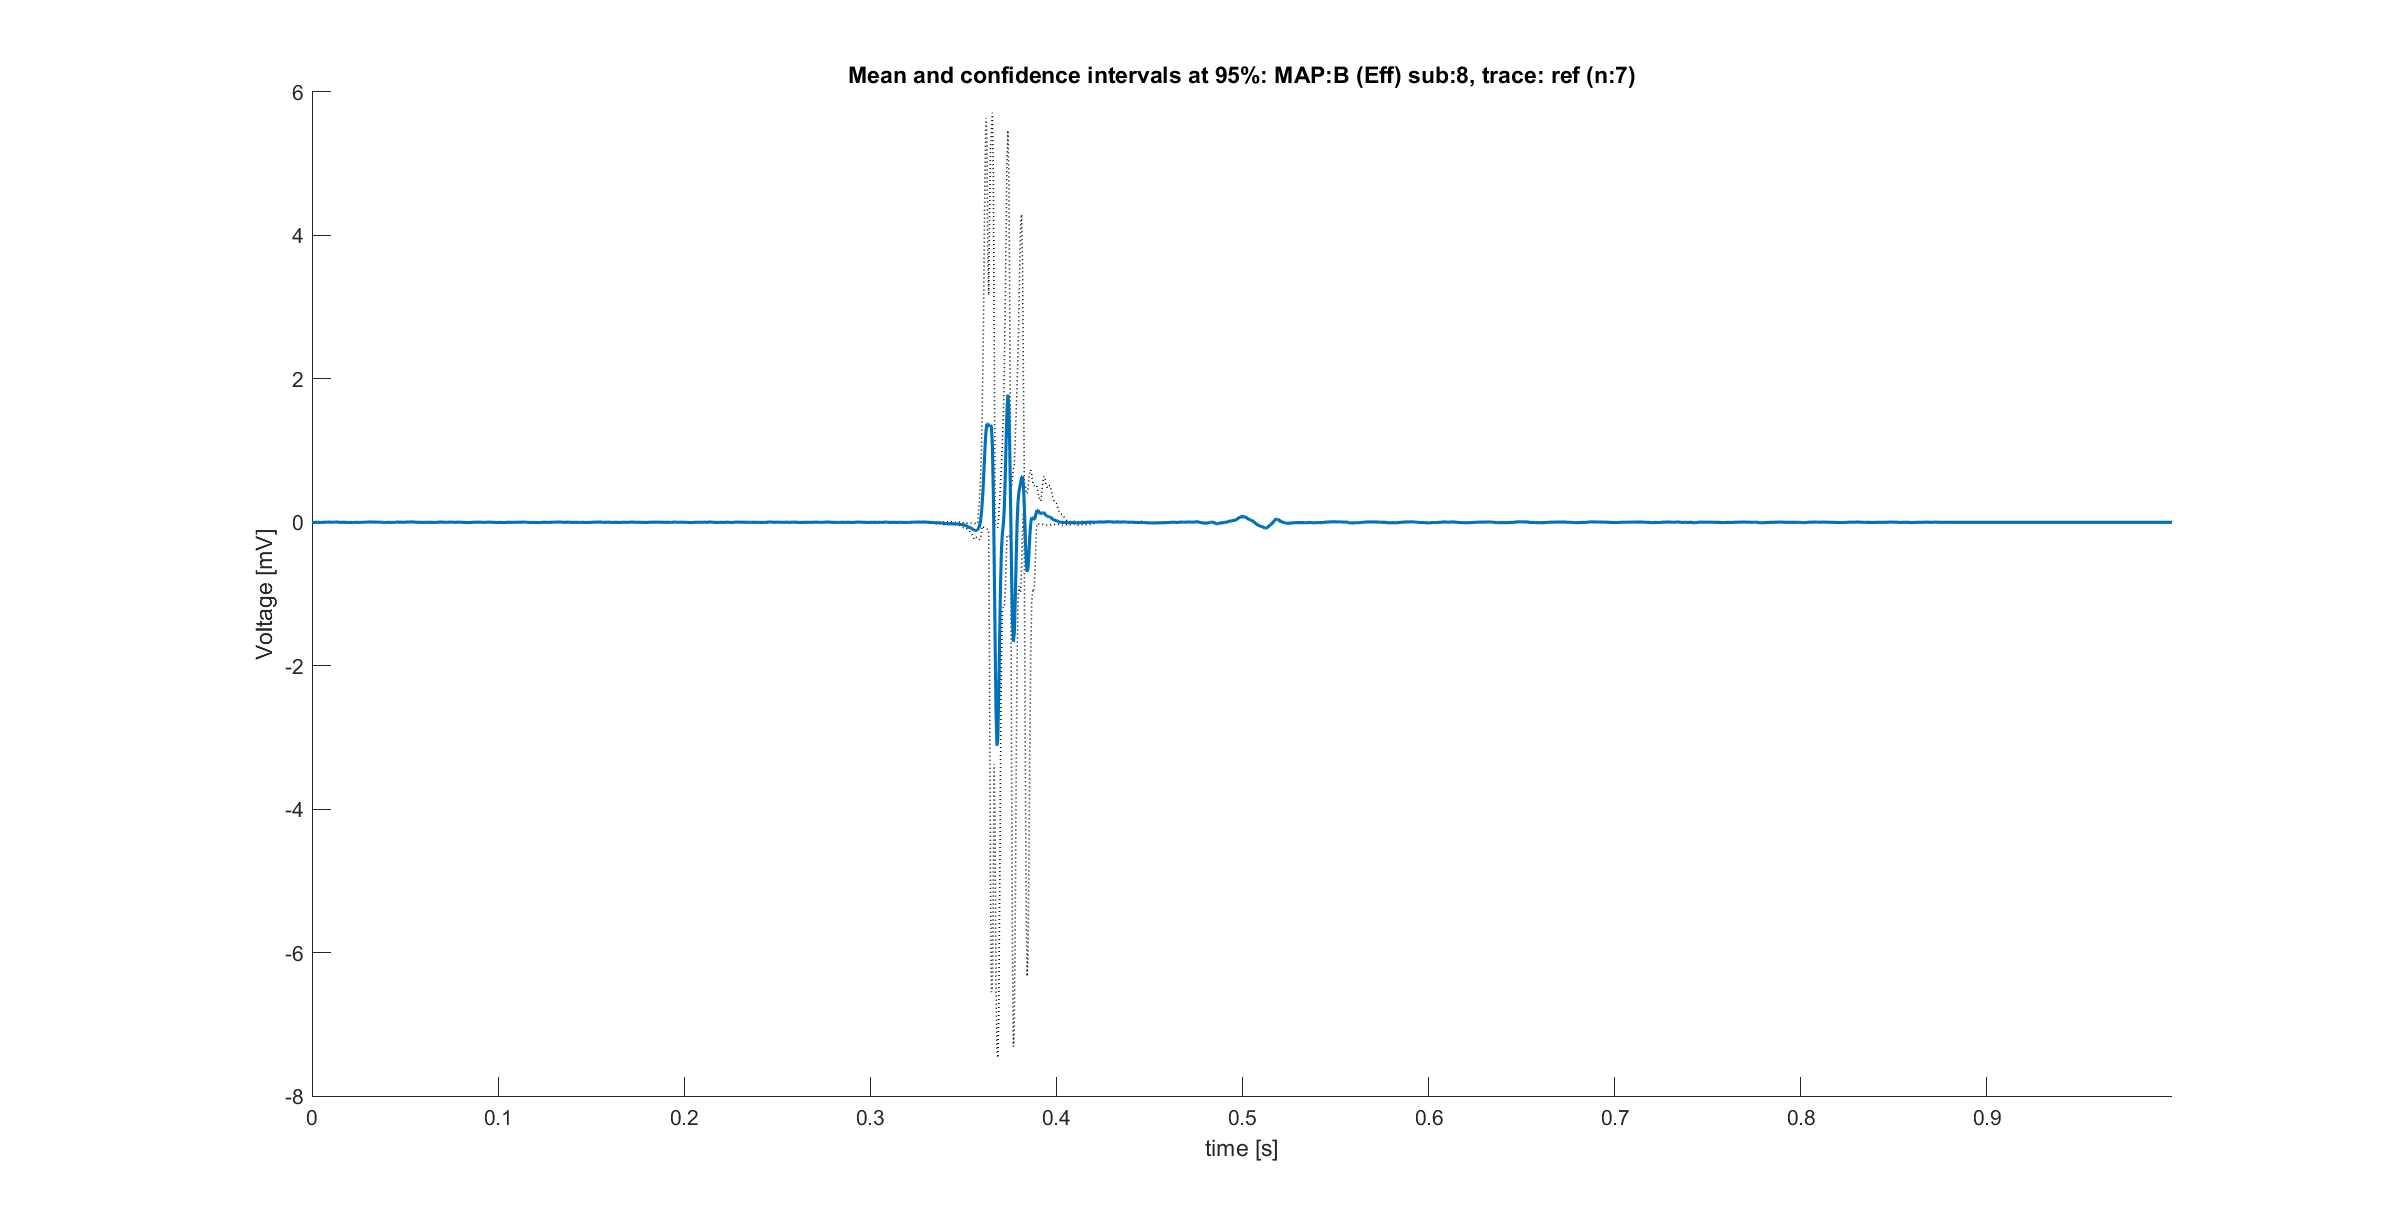 Mean and confidence intervals at 95%: MAP:B (Eff) sub:8, trace: ref (n:7)
6
4
2
0
-2
-4
-6
-8
Voltage [mV]
0 0.1 0.2 0.3 0.4 0.5 0.6 0.7 0.8 0.9
time [s]